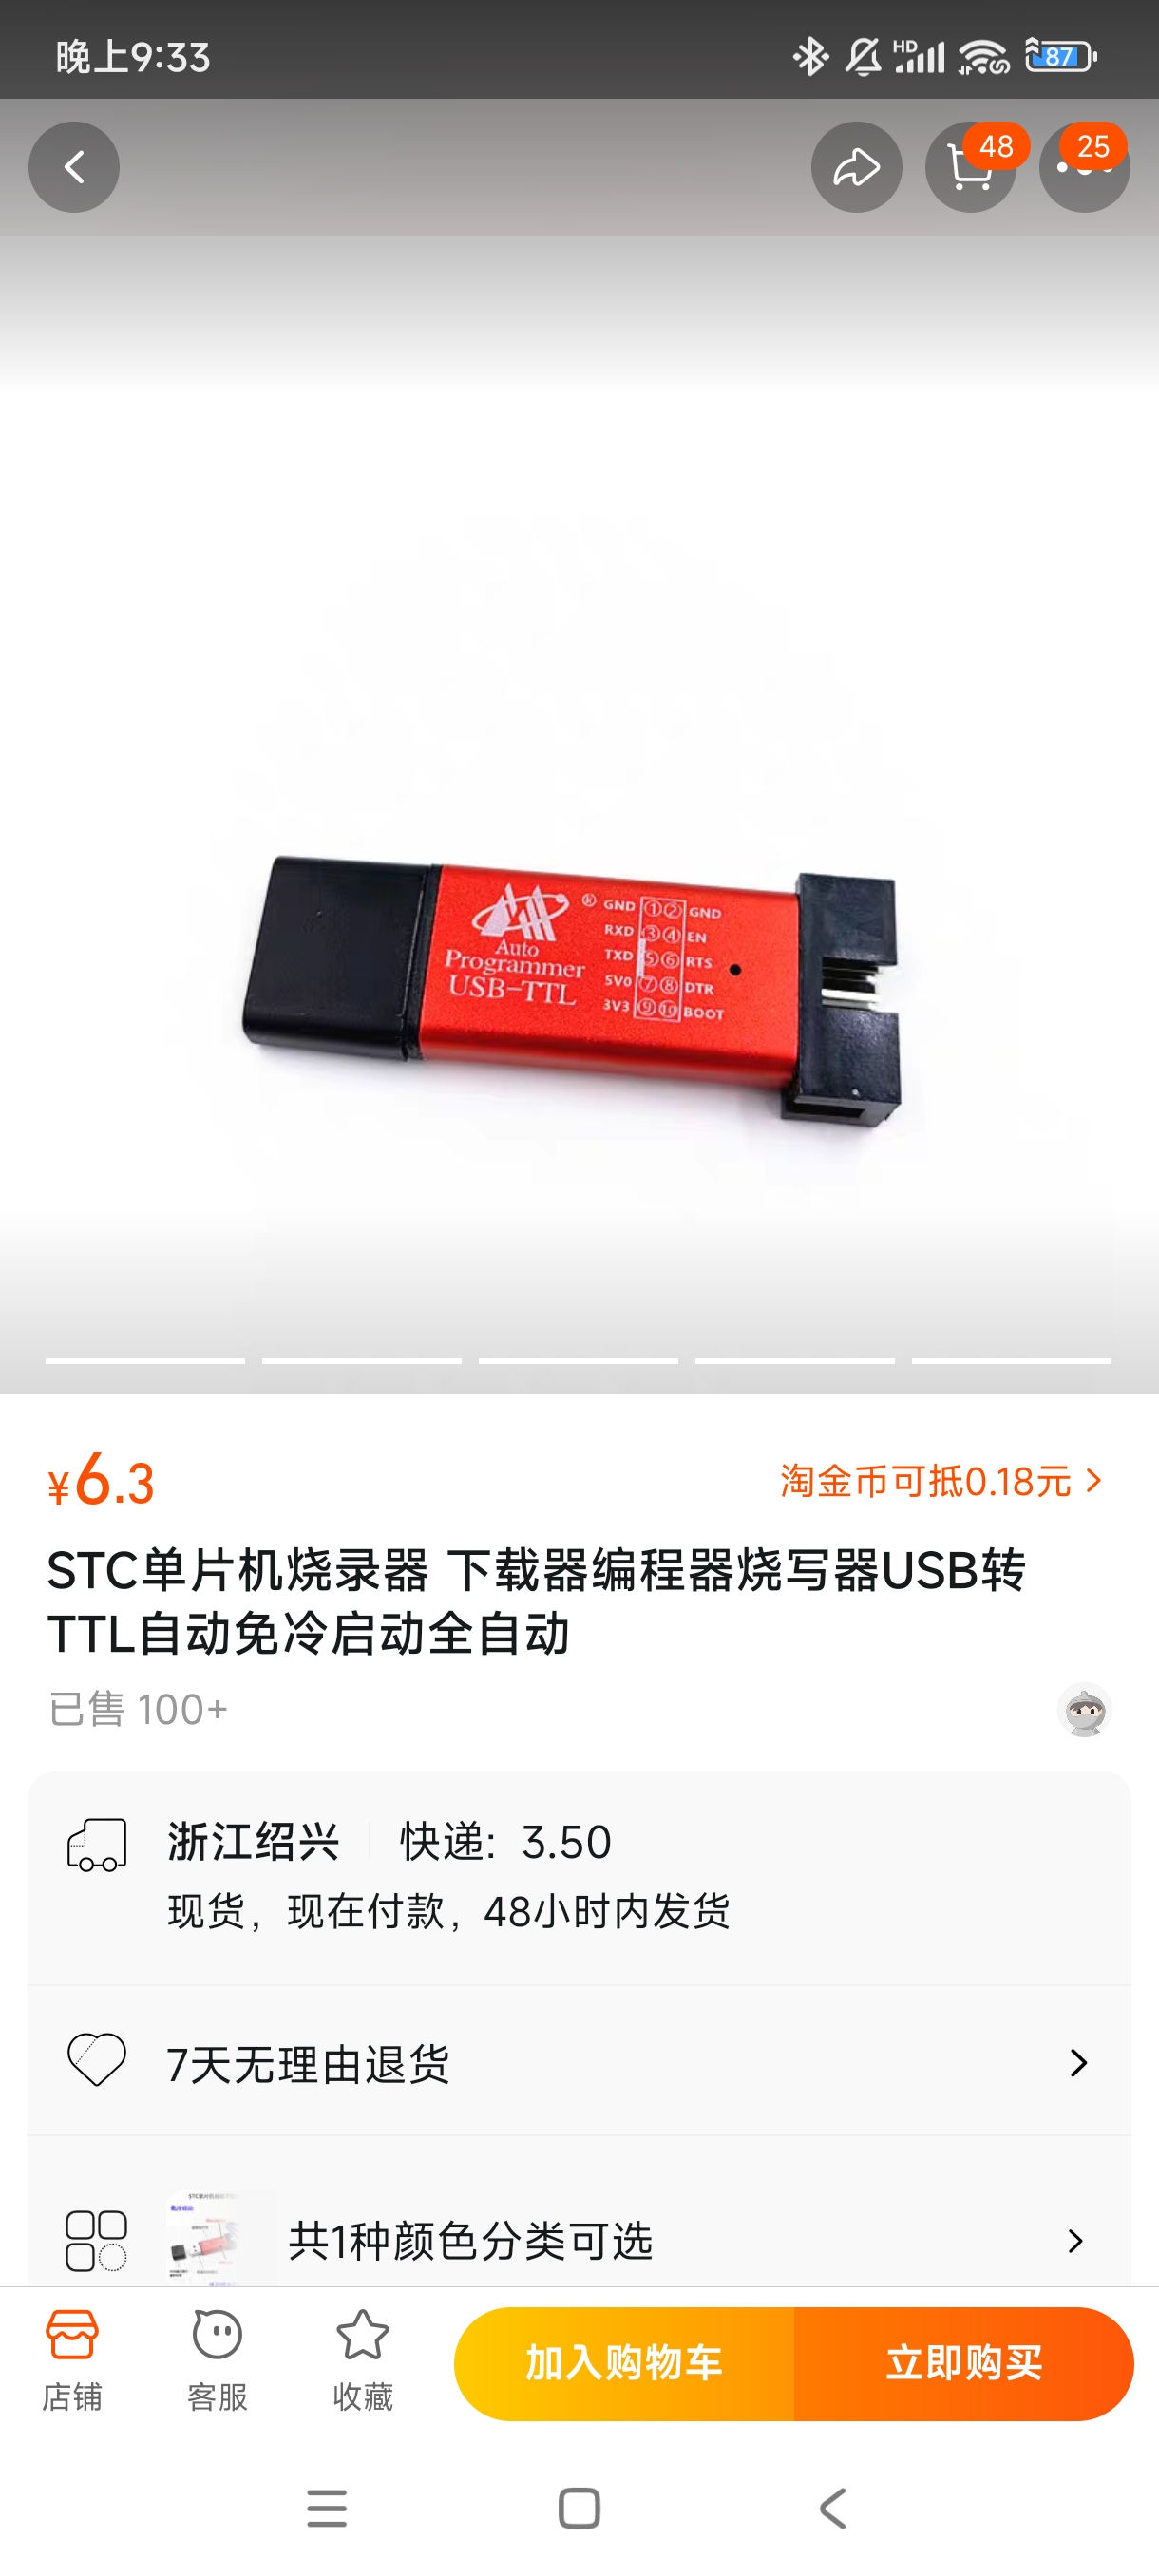 晚上9:33
HD
87
48
25
®
GND ①② GND
RXD ③④ EN
TXD ⑤⑥ RTS
5V0 ⑦⑧ DTR
3V3 ⑨⑩ BOOT
Auto
Programmer
USB-TTL
¥6.3
淘金币可抵0.18元
STC单片机烧录器 下载器编程器烧写器USB转
TTL自动免冷启动全自动
已售 100+
浙江绍兴 快递: 3.50
现货，现在付款，48小时内发货
7天无理由退货
共1种颜色分类可选
店铺
客服
收藏
加入购物车
立即购买